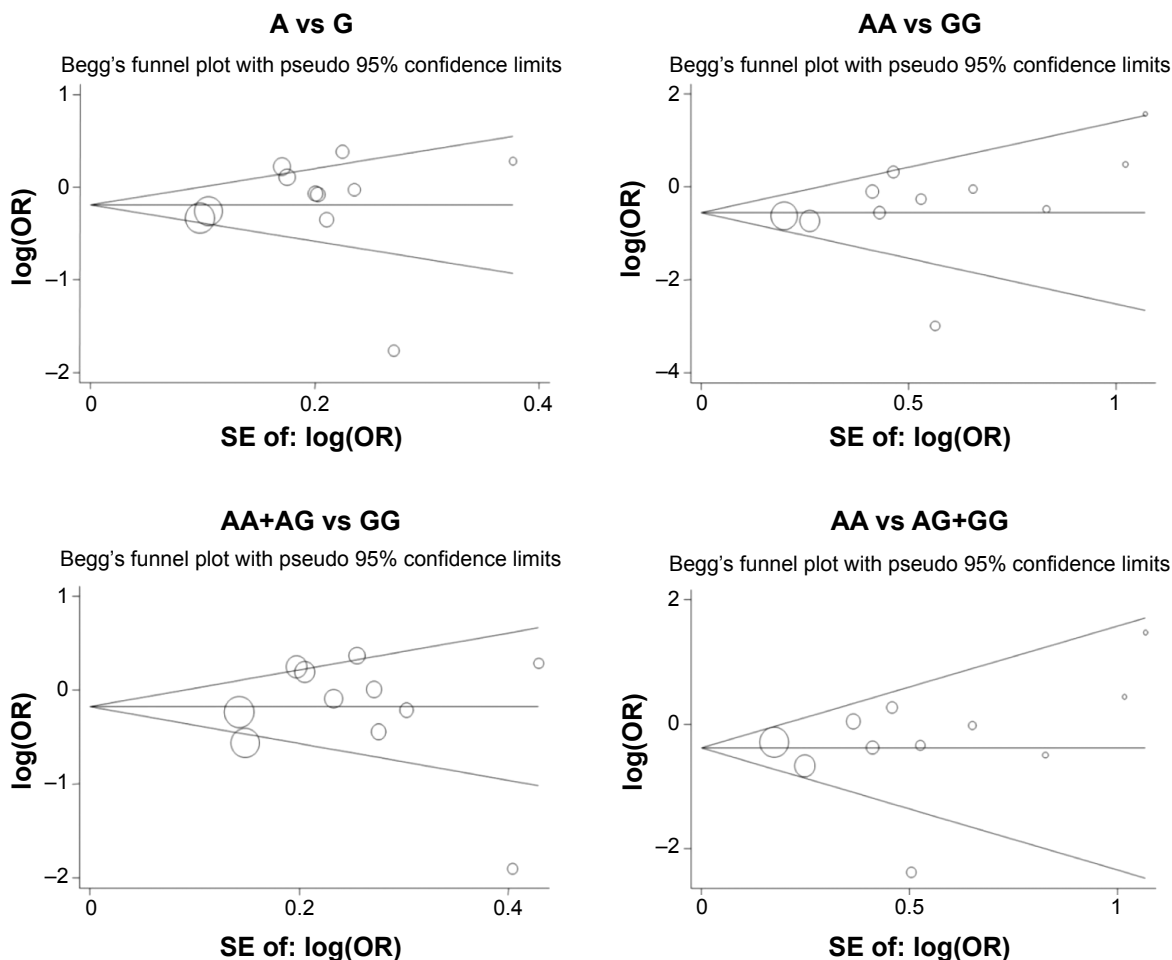 A vs G
Begg’s funnel plot with pseudo 95% confidence limits
1
0
–1
–2
log(OR)
0
0.2
0.4
SE of: log(OR)
AA vs GG
Begg’s funnel plot with pseudo 95% confidence limits
2
0
–2
–4
log(OR)
0
0.5
1
SE of: log(OR)
AA+AG vs GG
Begg’s funnel plot with pseudo 95% confidence limits
1
0
–1
–2
log(OR)
0
0.2
0.4
SE of: log(OR)
AA vs AG+GG
Begg’s funnel plot with pseudo 95% confidence limits
2
0
–2
log(OR)
0
0.5
1
SE of: log(OR)